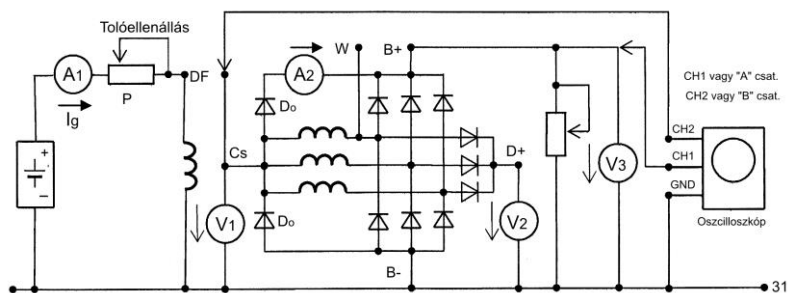 Tolóellenállás
A1
P
Ig
DF
+
–
Cs
V1
Do
Do
A2
W
B+
B-
D+
V2
V3
CH1 vagy "A" csat.
CH2 vagy "B" csat.
CH2
CH1
GND
Oszcilloszkóp
31